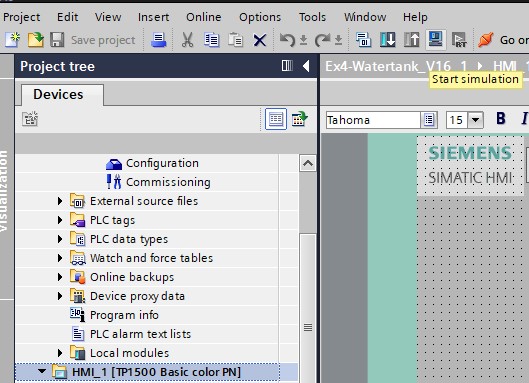 Project Edit View Insert Online Options Tools Window Help
Save project
Go
Project tree
Ex4-Watertank_V16_1 HMI_1
Start simulation
Devices
Tahoma 15 B I
Visualization
SIEMENS
SIMATIC HMI
Configuration
Commissioning
External source files
PLC tags
PLC data types
Watch and force tables
Online backups
Device proxy data
Program info
PLC alarm text lists
Local modules
HMI_1 [TP1500 Basic color PN]